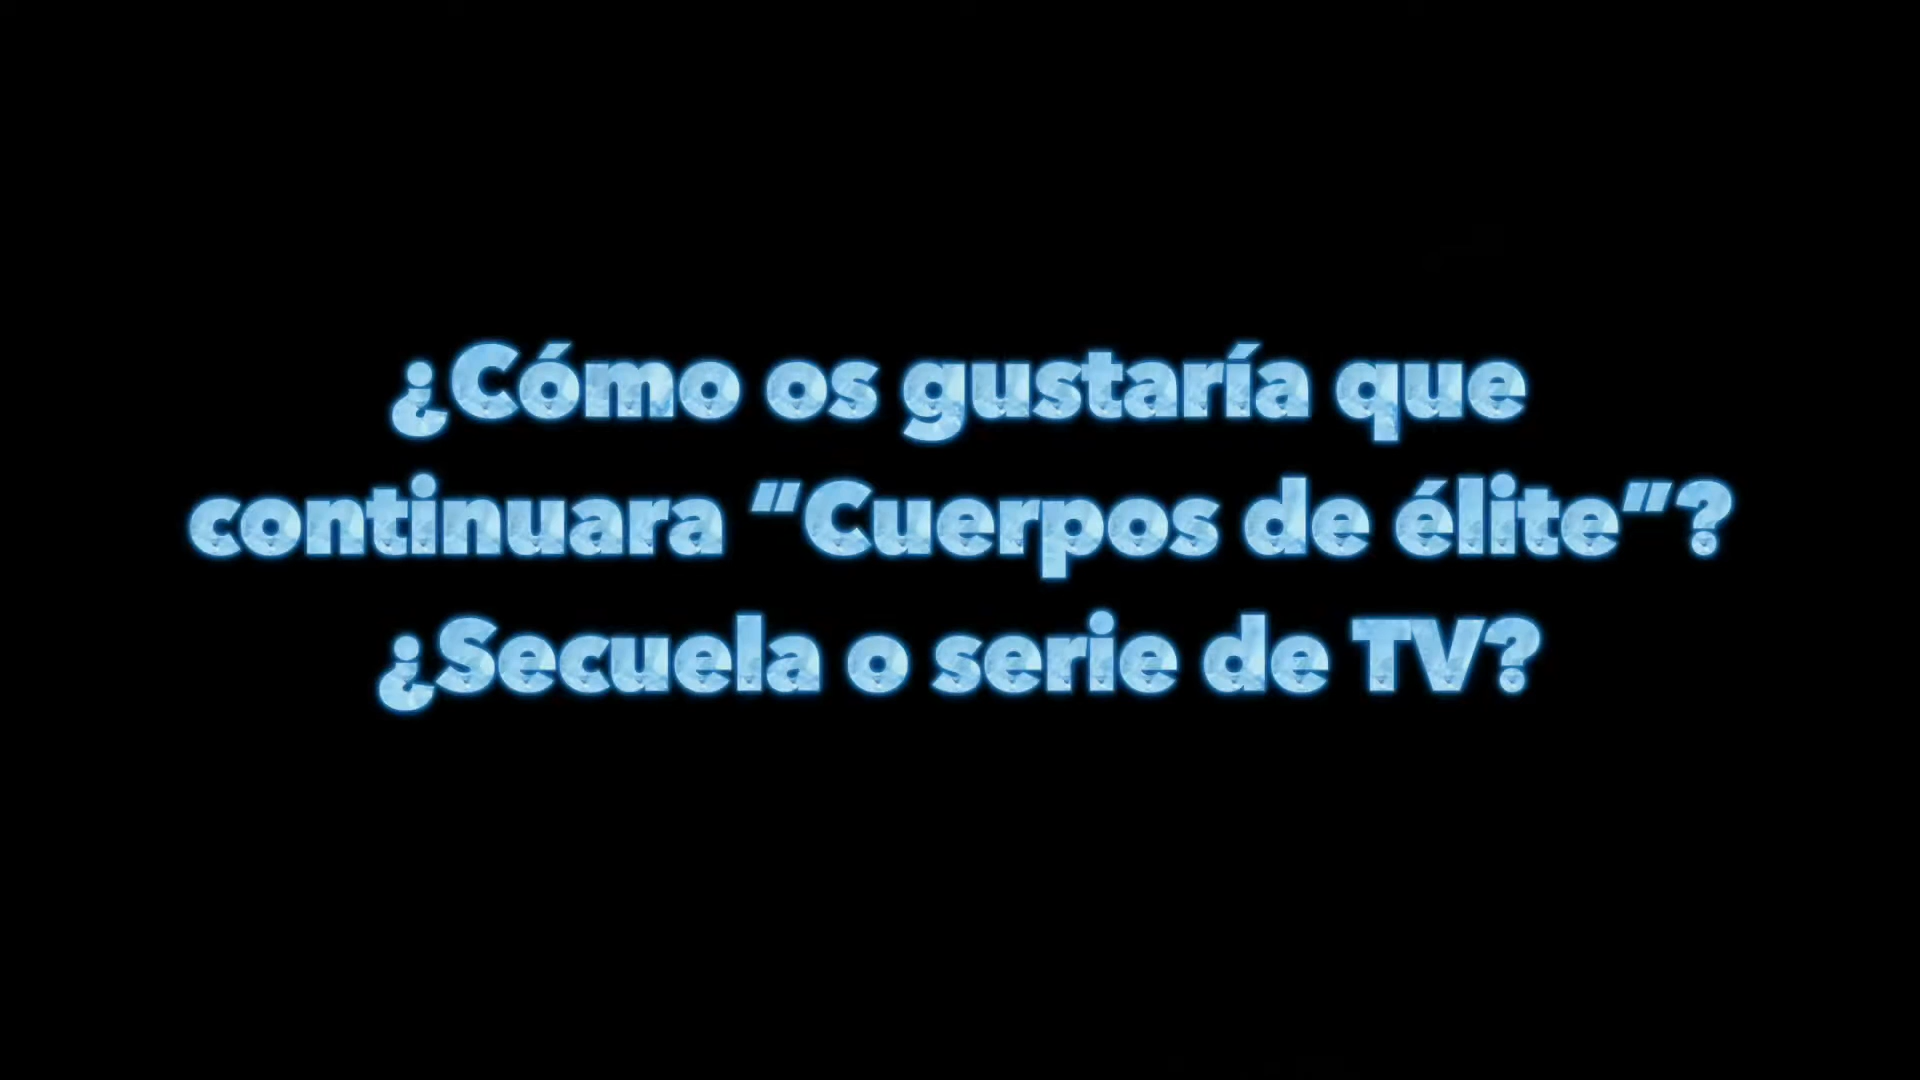 ¿Cómo os gustaría que
continuara “Cuerpos de élite”?
¿Secuela o serie de TV?